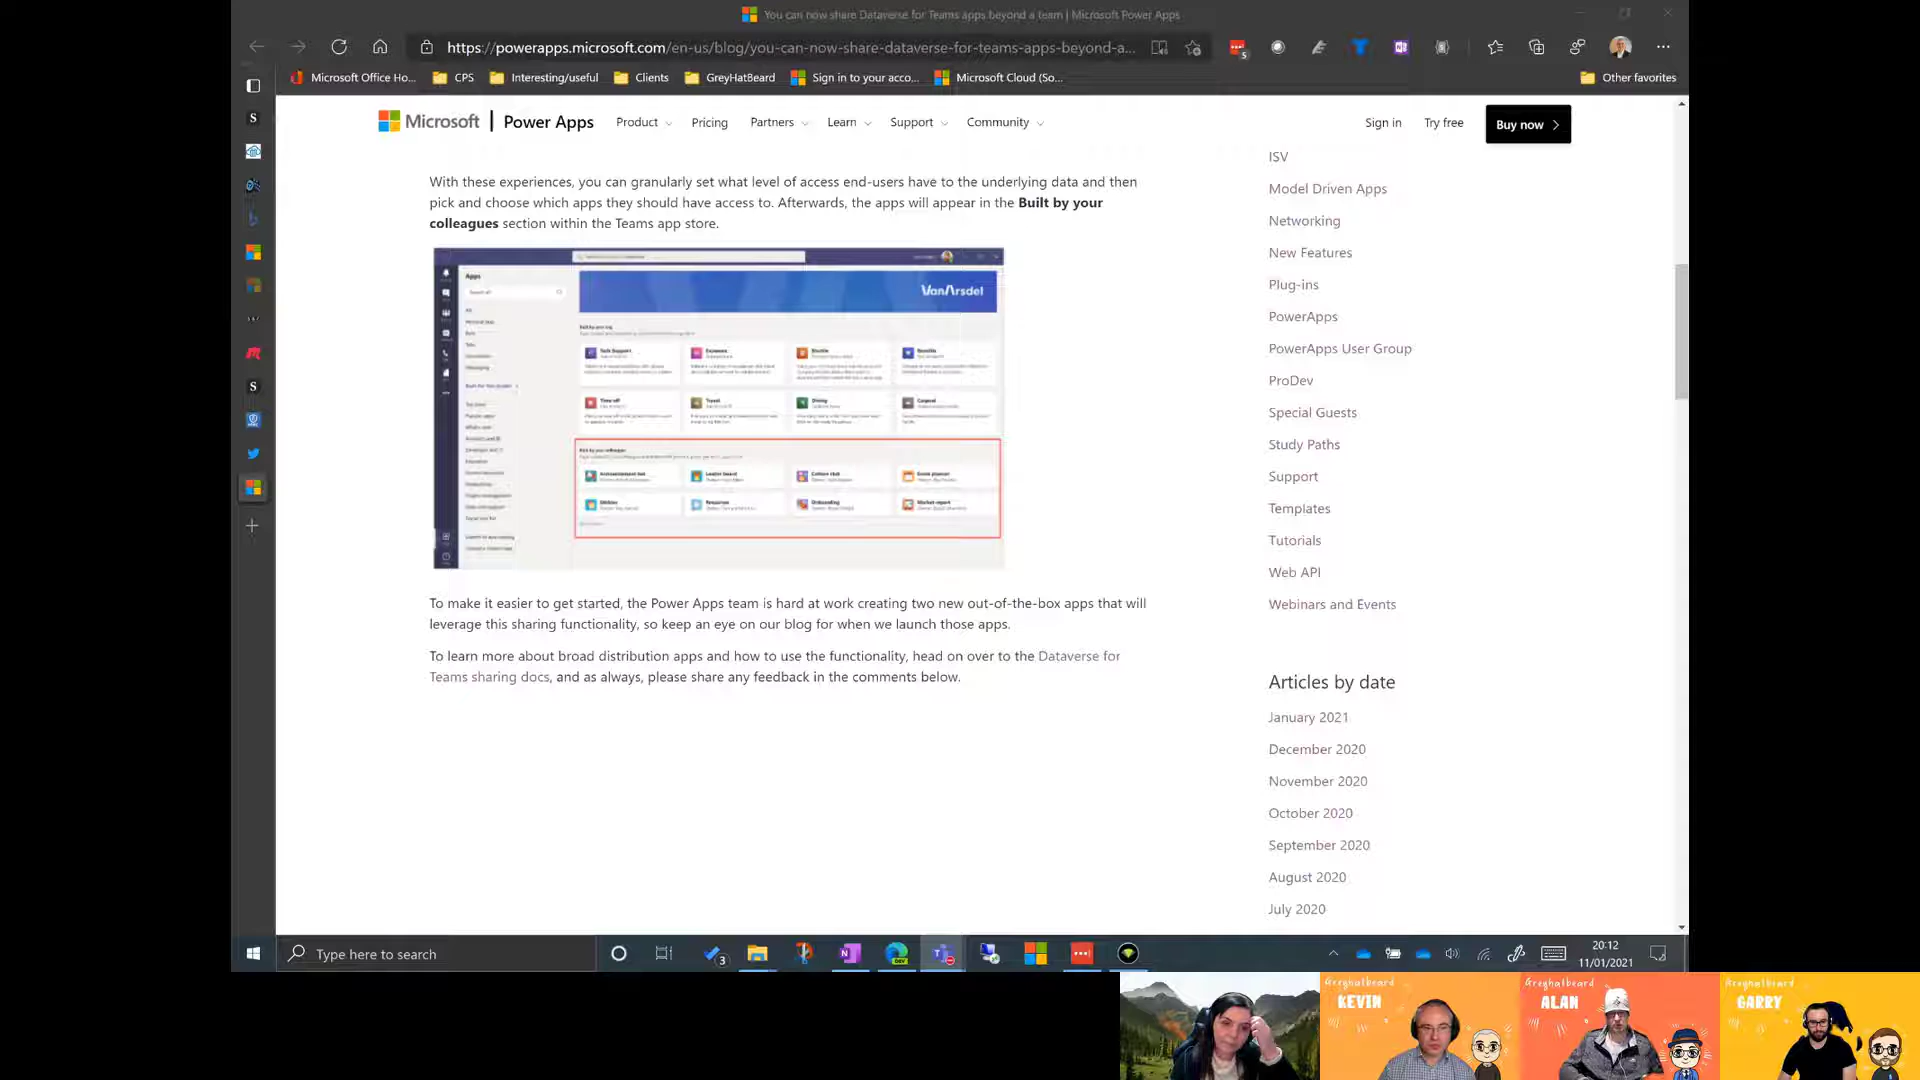 You can now share Dataverse for Teams apps beyond a team | Microsoft Power Apps
https://powerapps.microsoft.com/en-us/blog/you-can-now-share-dataverse-for-teams-apps-beyond-a...
Microsoft Office Ho...
CPS
Interesting/useful
Clients
GreyHatBeard
Sign in to your acco...
Microsoft Cloud (So...
Other favorites
Microsoft | Power Apps
Product
Pricing
Partners
Learn
Support
Community
Sign in
Try free
Buy now
With these experiences, you can granularly set what level of access end-users have to the underlying data and then
pick and choose which apps they should have access to. Afterwards, the apps will appear in the Built by your
colleagues section within the Teams app store.
Apps
VanArsdel
To make it easier to get started, the Power Apps team is hard at work creating two new out-of-the-box apps that will
leverage this sharing functionality, so keep an eye on our blog for when we launch those apps.
To learn more about broad distribution apps and how to use the functionality, head on over to the Dataverse for
Teams sharing docs, and as always, please share any feedback in the comments below.
ISV
Model Driven Apps
Networking
New Features
Plug-ins
PowerApps
PowerApps User Group
ProDev
Special Guests
Study Paths
Support
Templates
Tutorials
Web API
Webinars and Events
Articles by date
January 2021
December 2020
November 2020
October 2020
September 2020
August 2020
July 2020
Type here to search
3
20:12
11/01/2021
Greyhatbeard
KEVIN
Greyhatbeard
ALAN
Greyhatbeard
GARRY